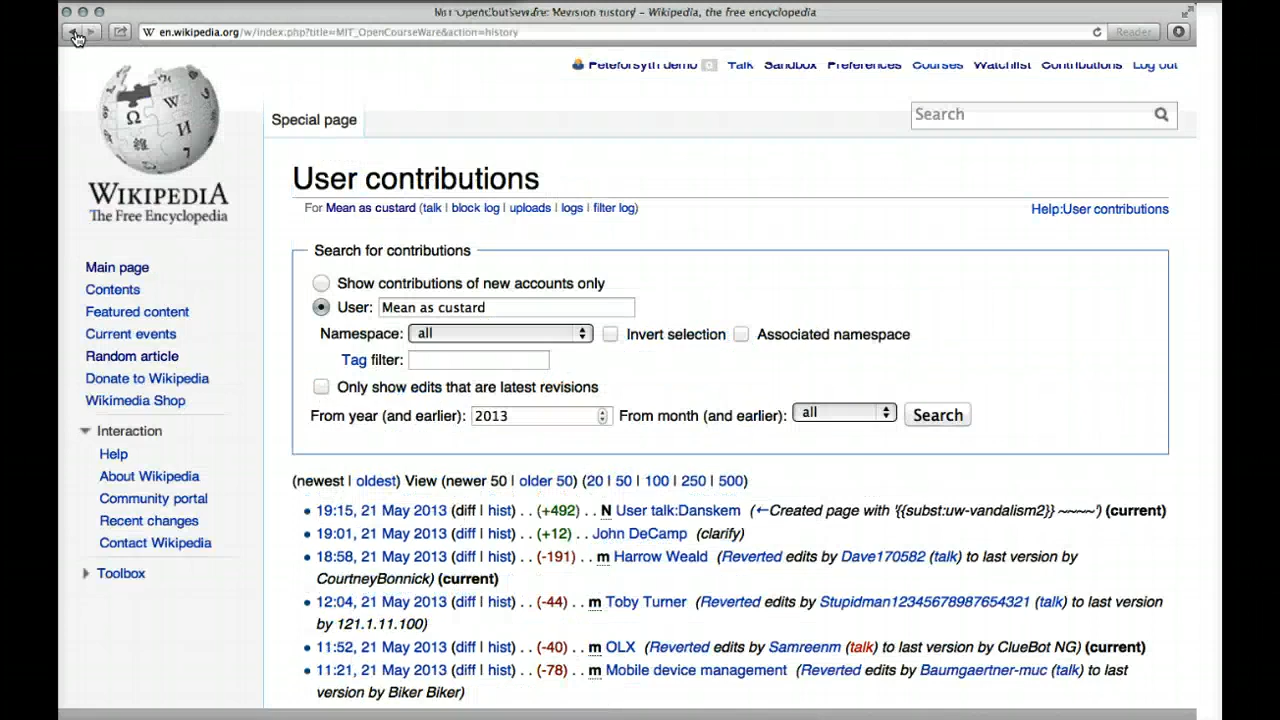 MIT OpenCourseWare: Revision history – Wikipedia, the free encyclopedia
en.wikipedia.org/w/index.php?title=MIT_OpenCourseWare&action=history
Reader
Peteforsyth demo 0 Talk Sandbox Preferences Courses Watchlist Contributions Log out
Special page
Search
WIKIPEDIA
The Free Encyclopedia
Main page
Contents
Featured content
Current events
Random article
Donate to Wikipedia
Wikimedia Shop
Interaction
Help
About Wikipedia
Community portal
Recent changes
Contact Wikipedia
Toolbox
User contributions
For Mean as custard (talk | block log | uploads | logs | filter log)
Help:User contributions
Search for contributions
Show contributions of new accounts only
User: Mean as custard
Namespace: all Invert selection Associated namespace
Tag filter:
Only show edits that are latest revisions
From year (and earlier): 2013 From month (and earlier): all Search
(newest | oldest) View (newer 50 | older 50) (20 | 50 | 100 | 250 | 500)
• 19:15, 21 May 2013 (diff | hist) . . (+492) . . N User talk:Danskem (←Created page with '{{subst:uw-vandalism2}} ~~~~') (current)
• 19:01, 21 May 2013 (diff | hist) . . (+12) . . John DeCamp (clarify)
• 18:58, 21 May 2013 (diff | hist) . . (-191) . . m Harrow Weald (Reverted edits by Dave170582 (talk) to last version by
CourtneyBonnick) (current)
• 12:04, 21 May 2013 (diff | hist) . . (-44) . . m Toby Turner (Reverted edits by Stupidman12345678987654321 (talk) to last version
by 121.1.11.100)
• 11:52, 21 May 2013 (diff | hist) . . (-40) . . m OLX (Reverted edits by Samreenm (talk) to last version by ClueBot NG) (current)
• 11:21, 21 May 2013 (diff | hist) . . (-78) . . m Mobile device management (Reverted edits by Baumgaertner-muc (talk) to last
version by Biker Biker)